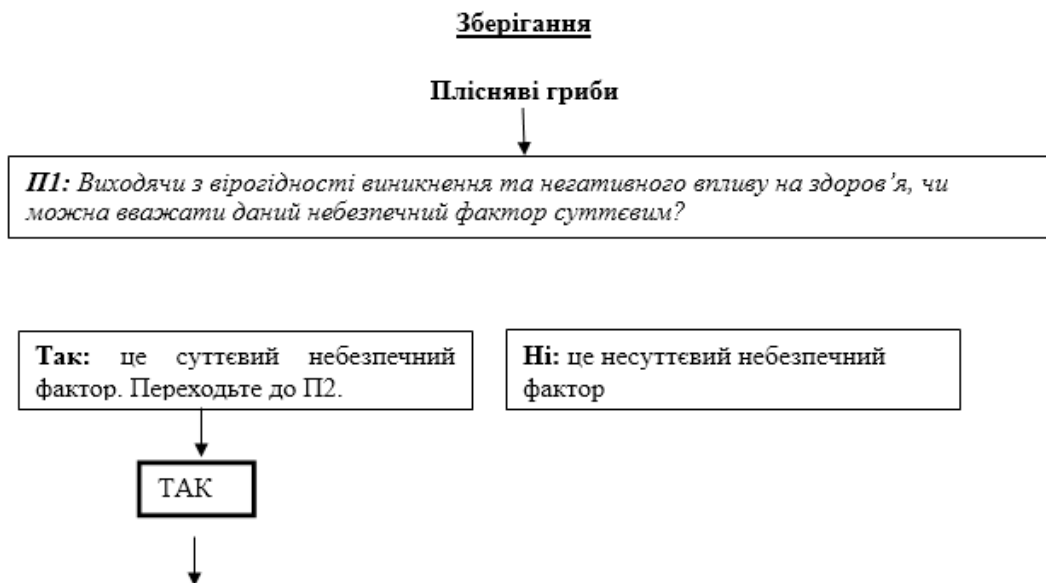 Зберігання
Плісняві гриби
П1: Виходячи з вірогідності виникнення та негативного впливу на здоров’я, чи
можна вважати даний небезпечний фактор суттєвим?
Так: це суттєвий небезпечний
фактор. Переходьте до П2.
Ні: це несуттєвий небезпечний
фактор
ТАК